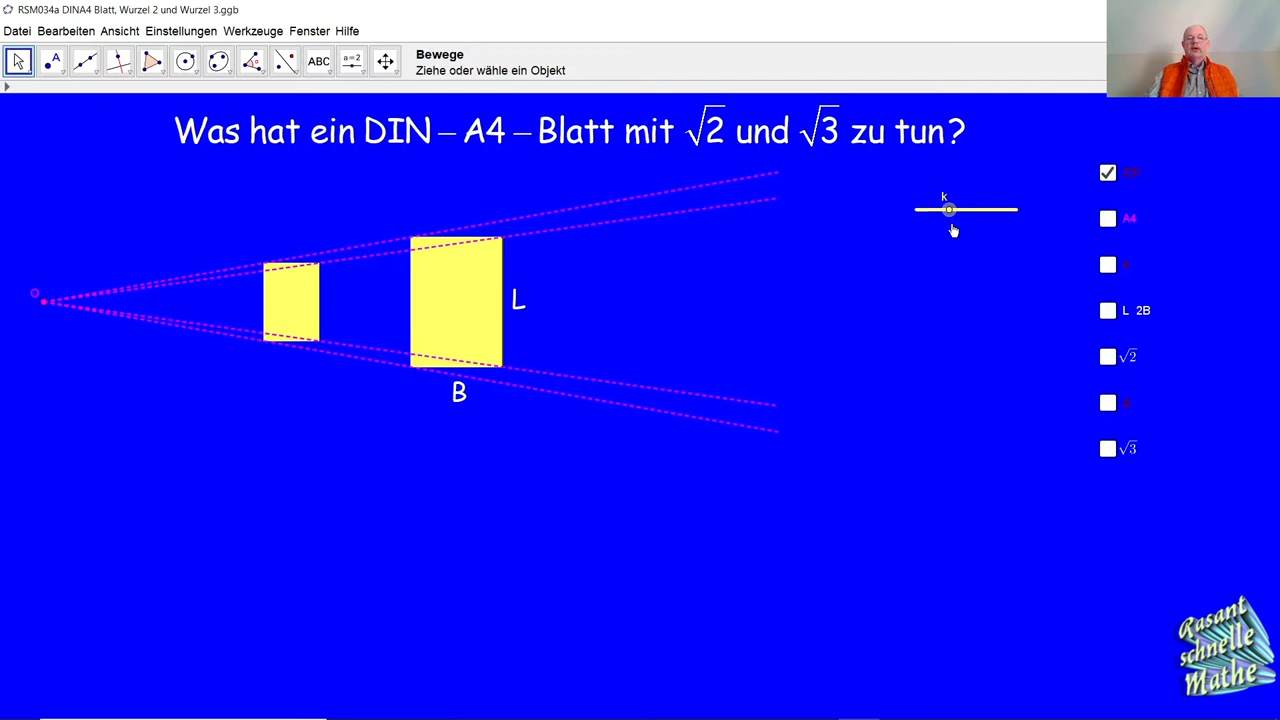 RSM034a DINA4 Blatt, Wurzel 2 und Wurzel 3.ggb
Datei Bearbeiten Ansicht Einstellungen Werkzeuge Fenster Hilfe
A
ABC
a=2
Bewege
Ziehe oder wähle ein Objekt
Was hat ein DIN – A4 – Blatt mit √2 und √3 zu tun?
k
A4
O
L
L 2B
√2
B
√3
Rasant
schnelle
Mathe